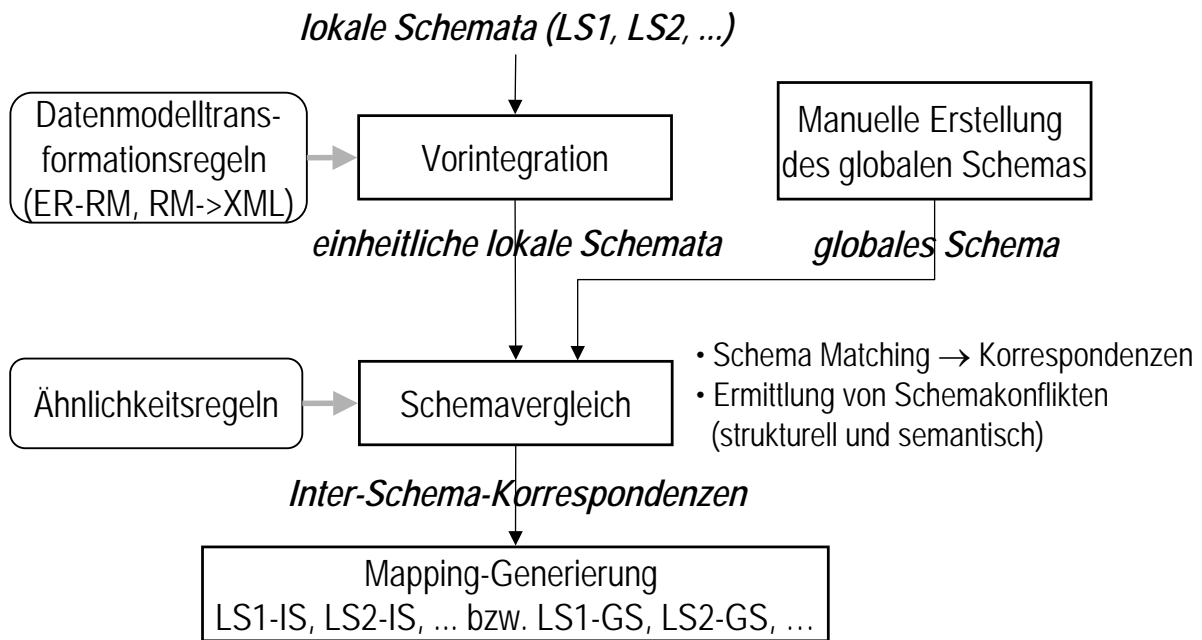 lokale Schemata (LS1, LS2, ...)
Datenmodelltrans-
formationsregeln
(ER-RM, RM->XML)
Vorintegration
Manuelle Erstellung
des globalen Schemas
einheitliche lokale Schemata
globales Schema
Ähnlichkeitsregeln
Schemavergleich
• Schema Matching → Korrespondenzen
• Ermittlung von Schemakonflikten
(strukturell und semantisch)
Inter-Schema-Korrespondenzen
Mapping-Generierung
LS1-IS, LS2-IS, ... bzw. LS1-GS, LS2-GS, …